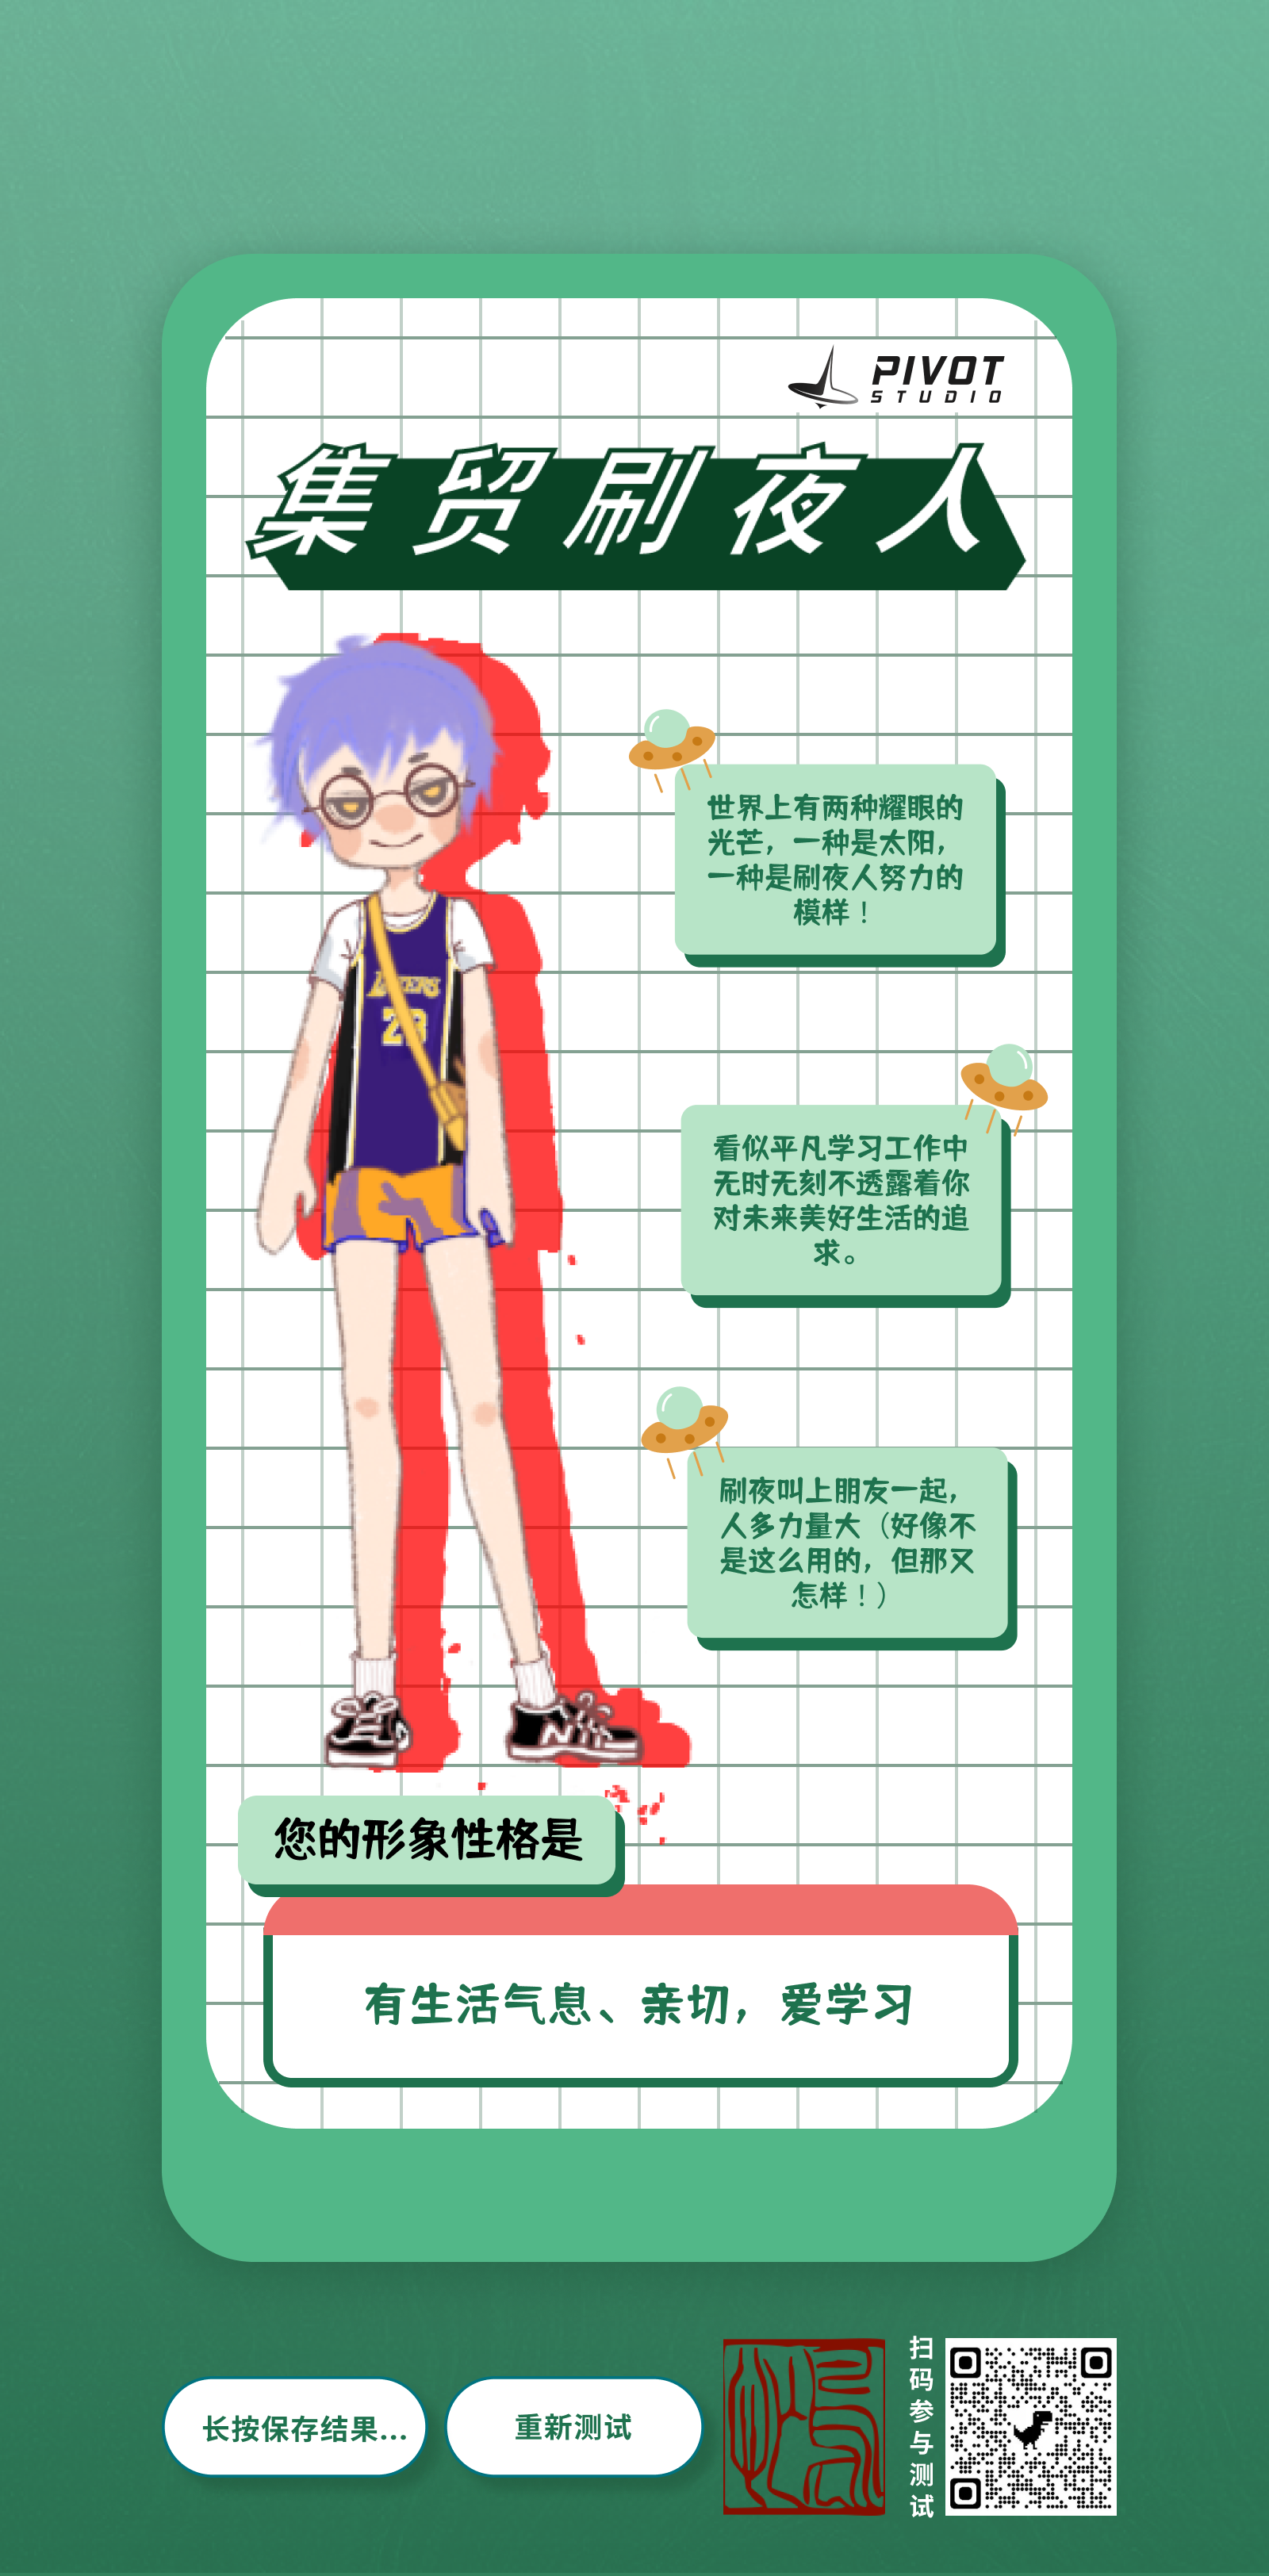 PIVOT
STUDIO
集贸刷夜人
世界上有两种耀眼的
光芒，一种是太阳，
一种是刷夜人努力的
模样！
LAKERS
23
看似平凡学习工作中
无时无刻不透露着你
对未来美好生活的追
求。
刷夜叫上朋友一起，
人多力量大（好像不
是这么用的，但那又
怎样！）
N
您的形象性格是
有生活气息、亲切，爱学习
长按保存结果...
重新测试
扫码参与测试